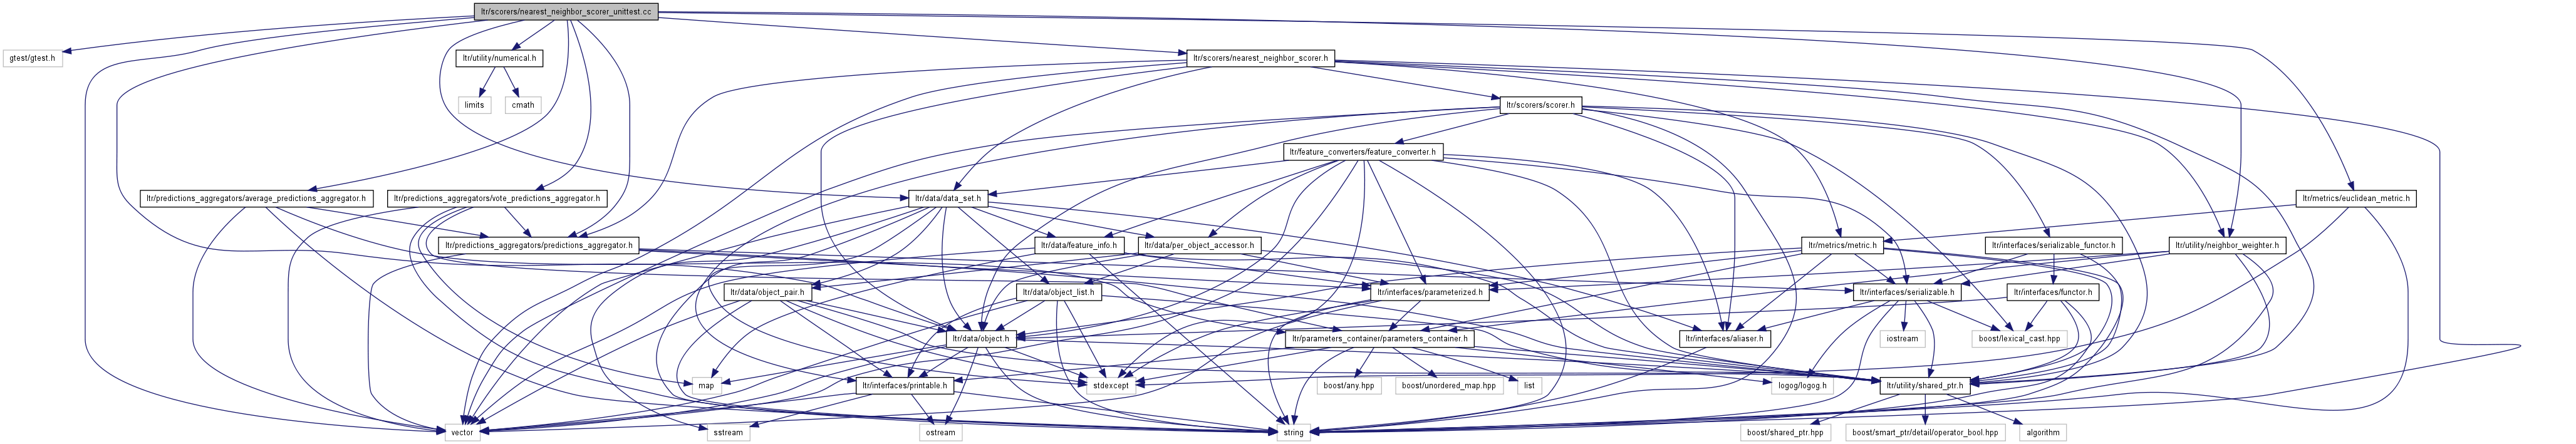 ltr/scorers/nearest_neighbor_scorer_unittest.cc
gtest/gtest.h
ltr/utility/numerical.h
ltr/scorers/nearest_neighbor_scorer.h
limits
cmath
ltr/scorers/scorer.h
ltr/feature_converters/feature_converter.h
ltr/predictions_aggregators/average_predictions_aggregator.h
ltr/predictions_aggregators/vote_predictions_aggregator.h
ltr/data/data_set.h
ltr/metrics/euclidean_metric.h
ltr/predictions_aggregators/predictions_aggregator.h
ltr/data/feature_info.h
ltr/data/per_object_accessor.h
ltr/metrics/metric.h
ltr/interfaces/serializable_functor.h
ltr/utility/neighbor_weighter.h
ltr/data/object_pair.h
ltr/data/object_list.h
ltr/interfaces/parameterized.h
ltr/interfaces/serializable.h
ltr/interfaces/functor.h
ltr/data/object.h
ltr/parameters_container/parameters_container.h
ltr/interfaces/aliaser.h
iostream
boost/lexical_cast.hpp
map
ltr/interfaces/printable.h
stdexcept
boost/any.hpp
boost/unordered_map.hpp
list
logog/logog.h
ltr/utility/shared_ptr.h
vector
sstream
ostream
string
boost/shared_ptr.hpp
boost/smart_ptr/detail/operator_bool.hpp
algorithm